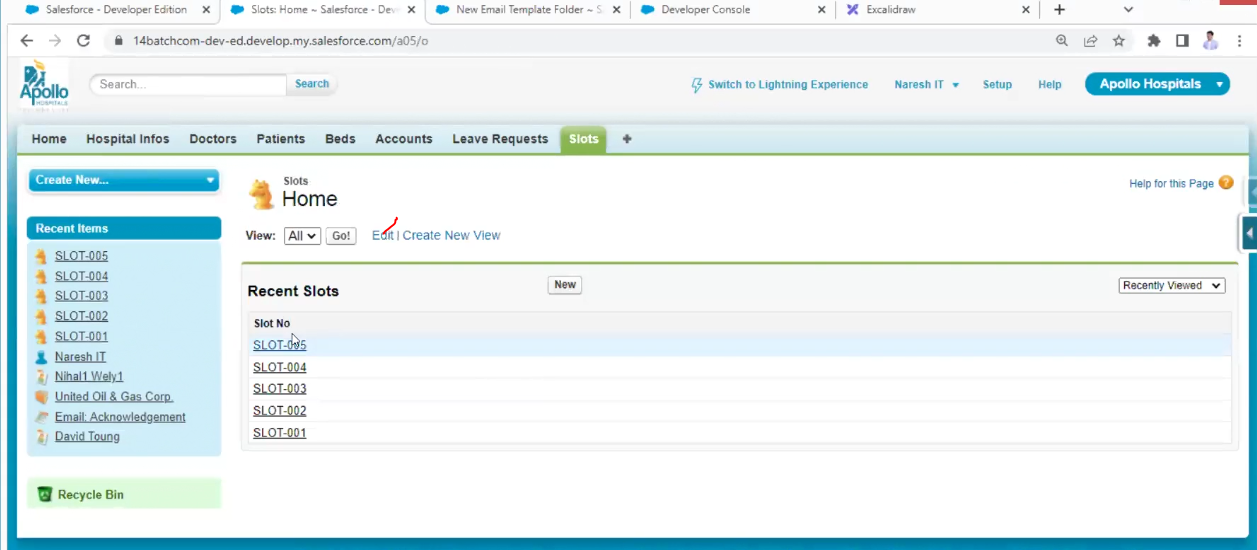 Salesforce - Developer Edition
Slots: Home ~ Salesforce - Dev
New Email Template Folder ~ S
Developer Console
Excalidraw
14batchcom-dev-ed.develop.my.salesforce.com/a05/o
Apollo
HOSPITALS
Search...
Search
Switch to Lightning Experience
Naresh IT
Setup
Help
Apollo Hospitals
Home
Hospital Infos
Doctors
Patients
Beds
Accounts
Leave Requests
Slots
+
Create New...
Slots
Home
Help for this Page ?
Recent Items
SLOT-005
SLOT-004
SLOT-003
SLOT-002
SLOT-001
Naresh IT
Nihal1 Wely1
United Oil & Gas Corp.
Email: Acknowledgement
David Toung
Recycle Bin
View: All Go! Edit | Create New View
Recent Slots
New
Recently Viewed
Slot No
SLOT-005
SLOT-004
SLOT-003
SLOT-002
SLOT-001